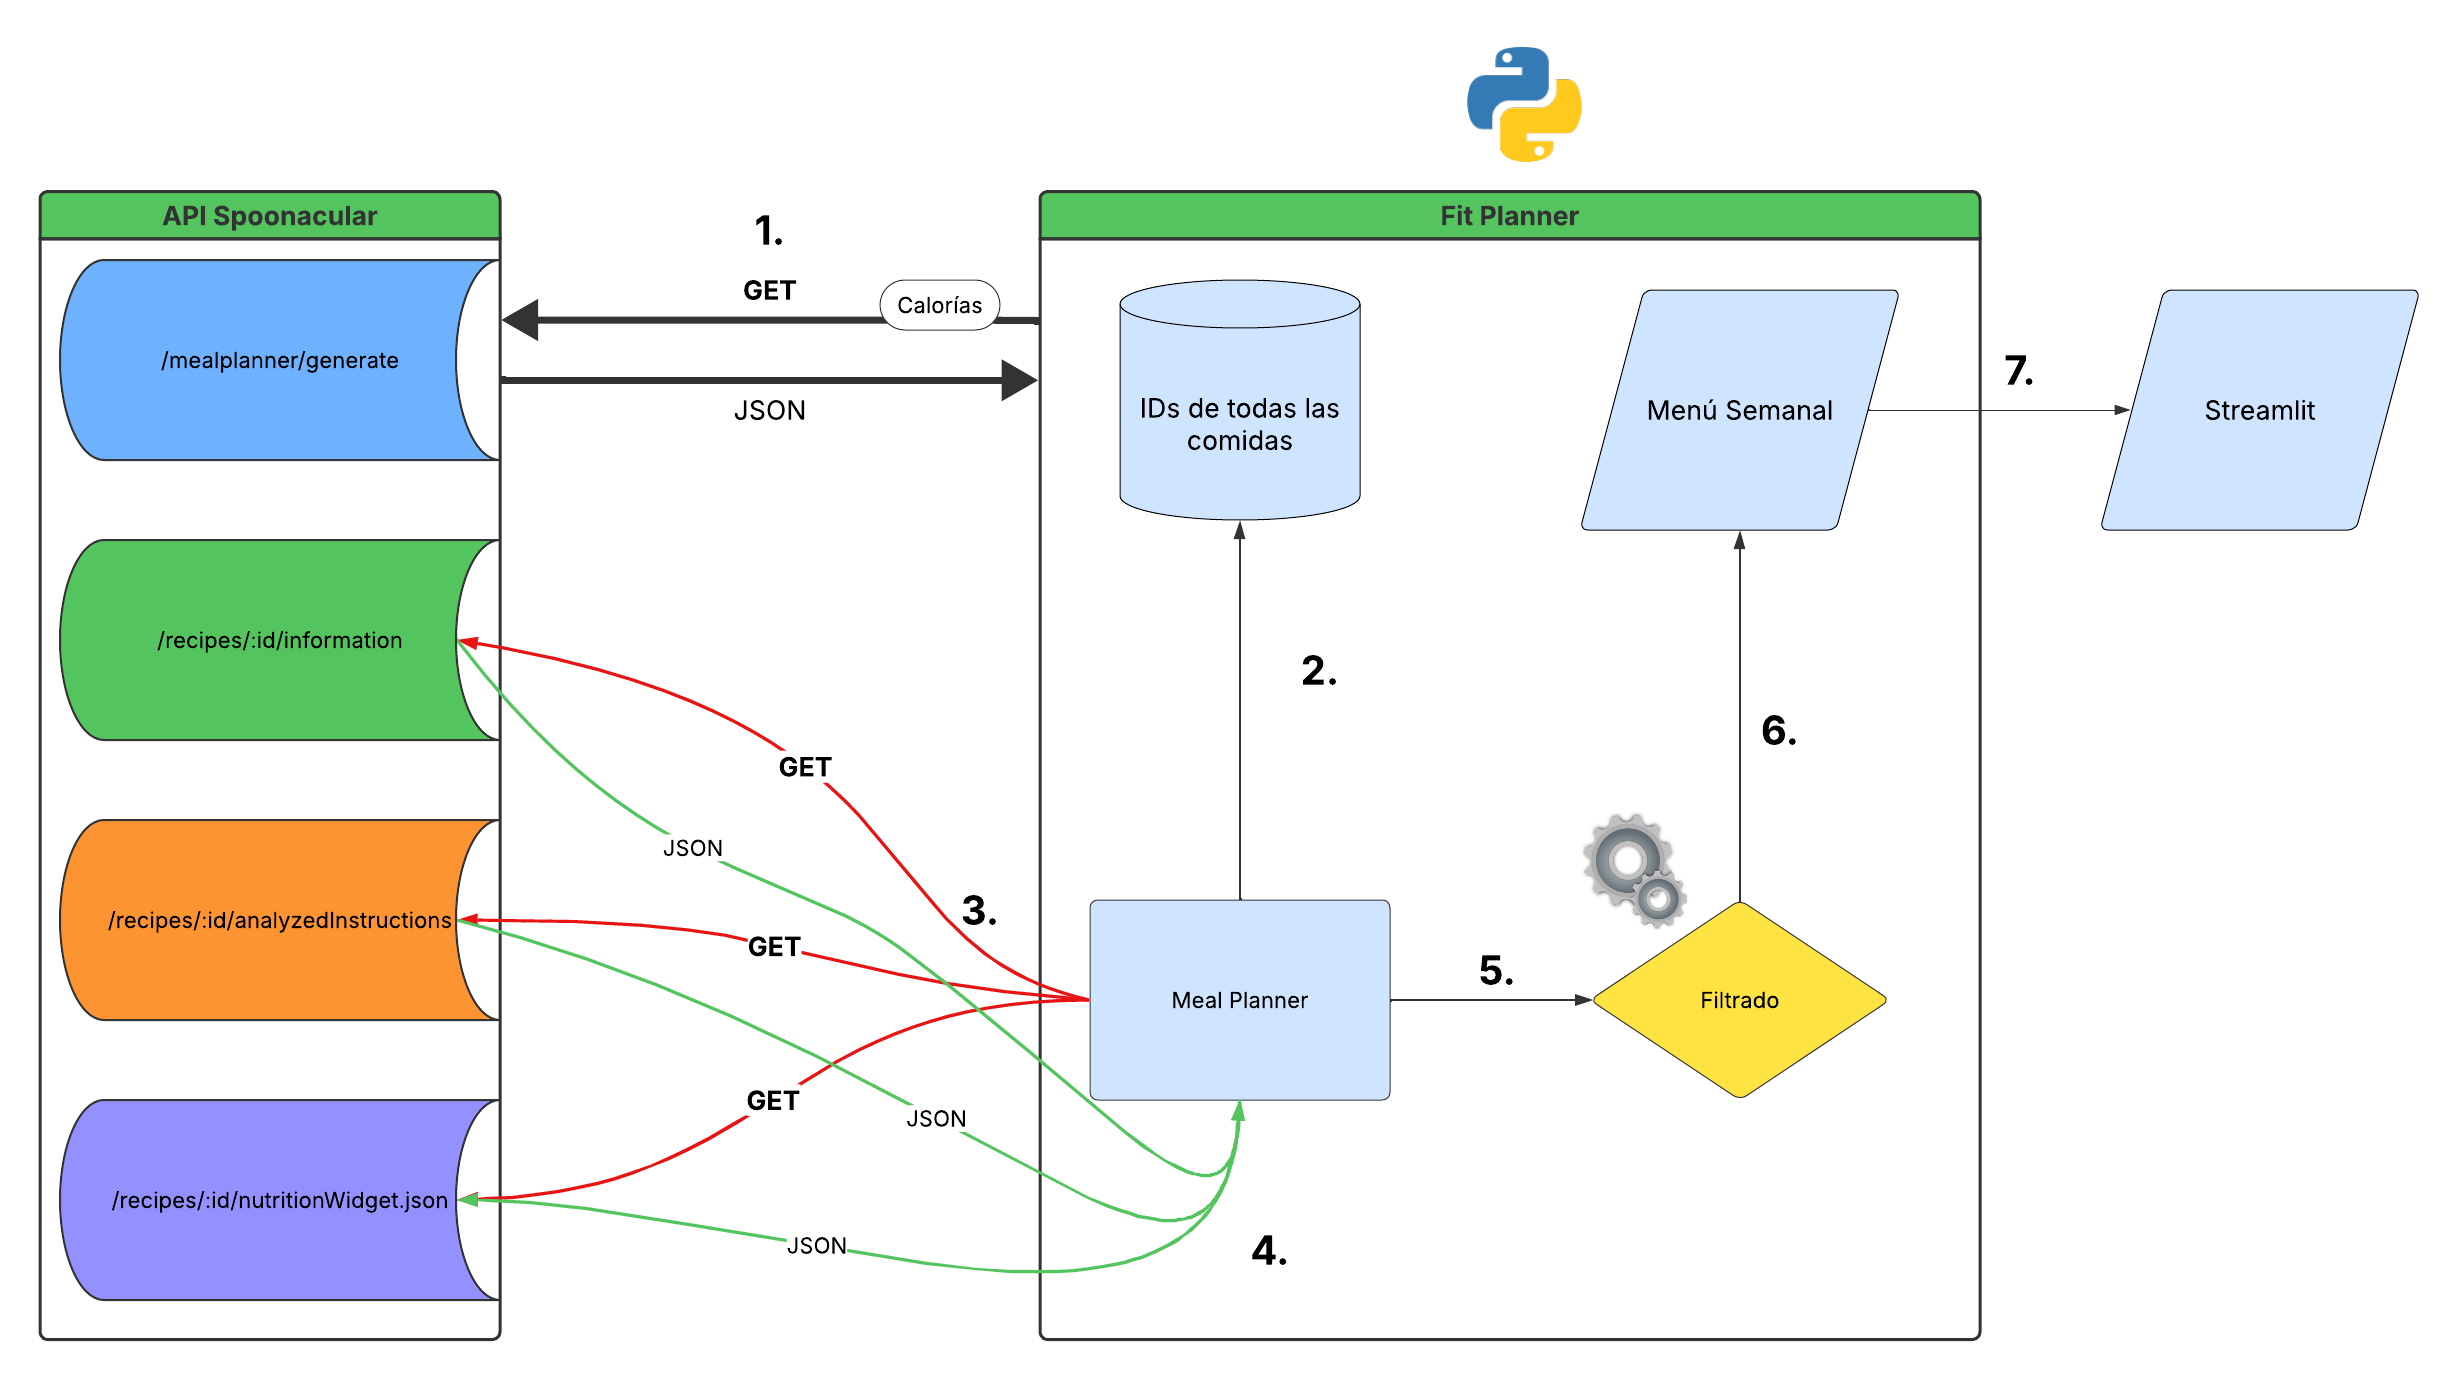 API Spoonacular
Fit Planner
1.
GET
Calorías
JSON
/mealplanner/generate
IDs de todas las
comidas
Menú Semanal
7.
Streamlit
/recipes/:id/information
2.
6.
GET
JSON
/recipes/:id/analyzedInstructions
3.
GET
Meal Planner
5.
Filtrado
GET
JSON
/recipes/:id/nutritionWidget.json
JSON
4.